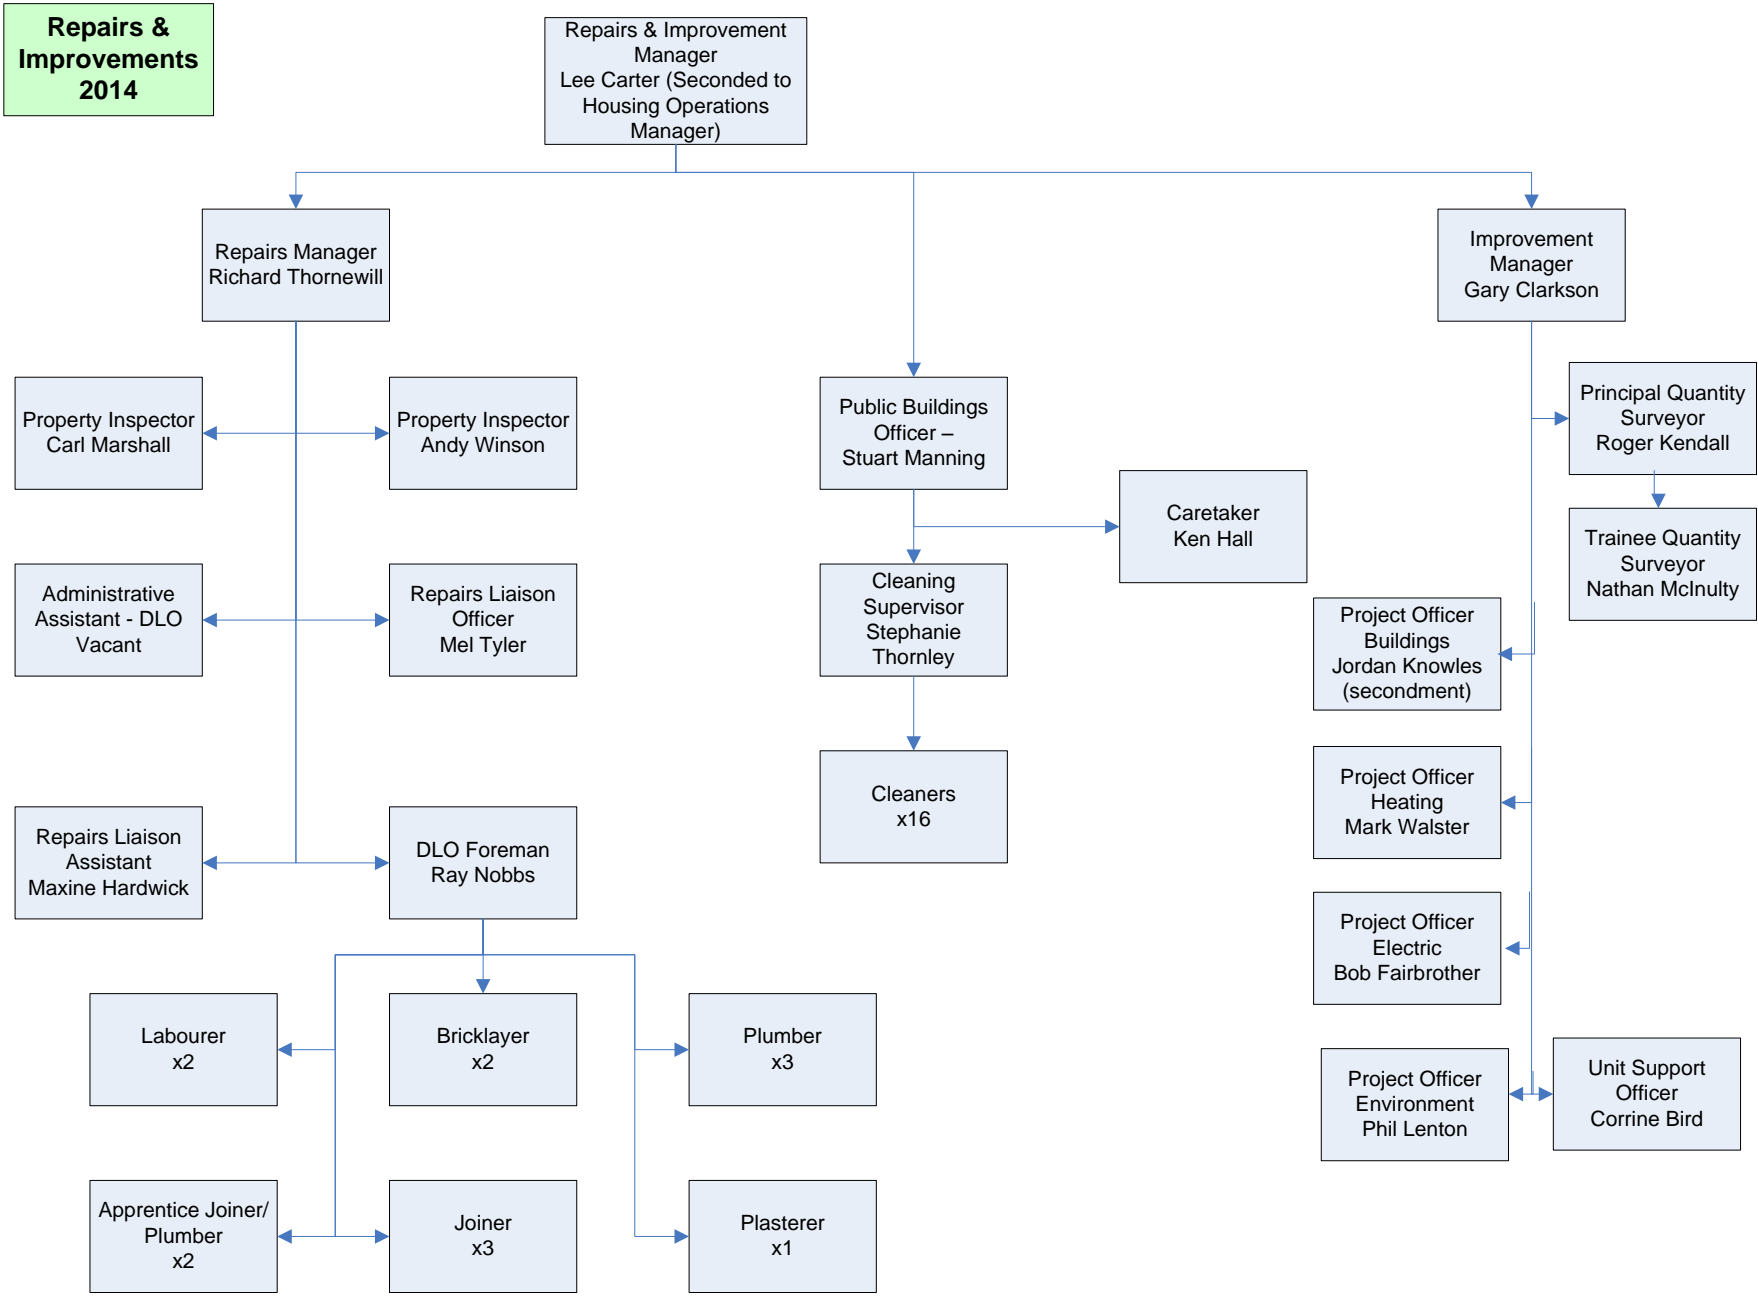 Repairs &
Improvements
2014
Repairs & Improvement
Manager
Lee Carter (Seconded to
Housing Operations
Manager)
Repairs Manager
Richard Thornewill
Improvement
Manager
Gary Clarkson
Property Inspector
Carl Marshall
Property Inspector
Andy Winson
Public Buildings
Officer –
Stuart Manning
Principal Quantity
Surveyor
Roger Kendall
Caretaker
Ken Hall
Trainee Quantity
Surveyor
Nathan McInulty
Administrative
Assistant - DLO
Vacant
Repairs Liaison
Officer
Mel Tyler
Cleaning
Supervisor
Stephanie
Thornley
Project Officer
Buildings
Jordan Knowles
(secondment)
Cleaners
x16
Project Officer
Heating
Mark Walster
Repairs Liaison
Assistant
Maxine Hardwick
DLO Foreman
Ray Nobbs
Project Officer
Electric
Bob Fairbrother
Labourer
x2
Bricklayer
x2
Plumber
x3
Project Officer
Environment
Phil Lenton
Unit Support
Officer
Corrine Bird
Apprentice Joiner/
Plumber
x2
Joiner
x3
Plasterer
x1